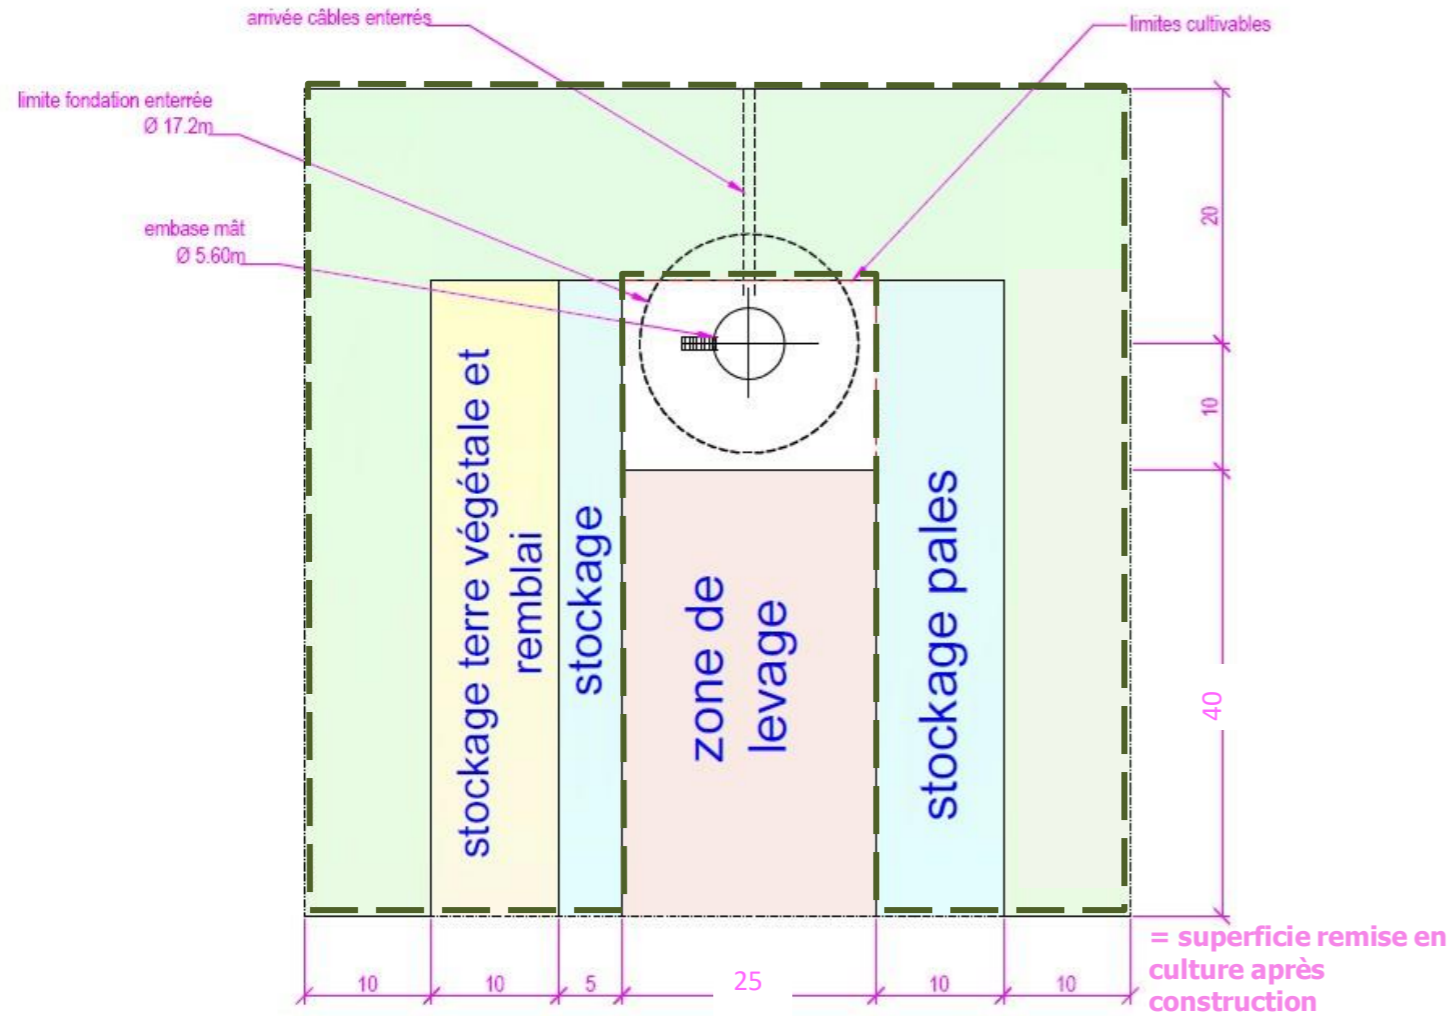 arrivée câbles enterrés
limites cultivables
limite fondation enterrée
Ø 17.2m
embase mât
Ø 5.60m
20
10
40
stockage terre végétale et
remblai
stockage
zone de
levage
stockage pales
= superficie remise en
culture après
construction
10
10
5
25
10
10